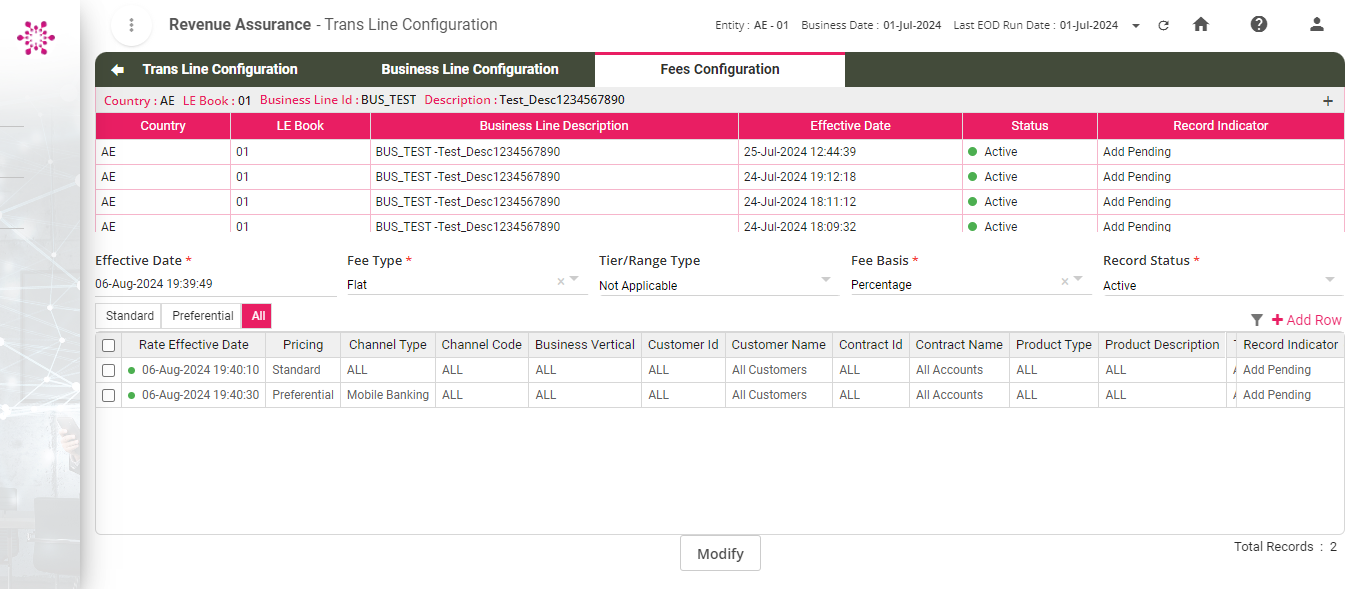 Revenue Assurance - Trans Line Configuration
Entity : AE - 01 Business Date : 01-Jul-2024 Last EOD Run Date : 01-Jul-2024
Trans Line Configuration Business Line Configuration Fees Configuration
Country : AE LE Book : 01 Business Line Id : BUS_TEST Description : Test_Desc1234567890
Country LE Book Business Line Description Effective Date Status Record Indicator
AE 01 BUS_TEST -Test_Desc1234567890 25-Jul-2024 12:44:39 Active Add Pending
AE 01 BUS_TEST -Test_Desc1234567890 24-Jul-2024 19:12:18 Active Add Pending
AE 01 BUS_TEST -Test_Desc1234567890 24-Jul-2024 18:11:12 Active Add Pending
AE 01 BUS_TEST -Test_Desc1234567890 24-Jul-2024 18:09:32 Active Add Pending
Effective Date * Fee Type * Tier/Range Type Fee Basis * Record Status *
06-Aug-2024 19:39:49 Flat Not Applicable Percentage Active
Standard Preferential All
Add Row
Rate Effective Date Pricing Channel Type Channel Code Business Vertical Customer Id Customer Name Contract Id Contract Name Product Type Product Description Record Indicator
06-Aug-2024 19:40:10 Standard ALL ALL ALL ALL All Customers ALL All Accounts ALL ALL Add Pending
06-Aug-2024 19:40:30 Preferential Mobile Banking ALL ALL ALL All Customers ALL All Accounts ALL ALL Add Pending
Modify
Total Records : 2